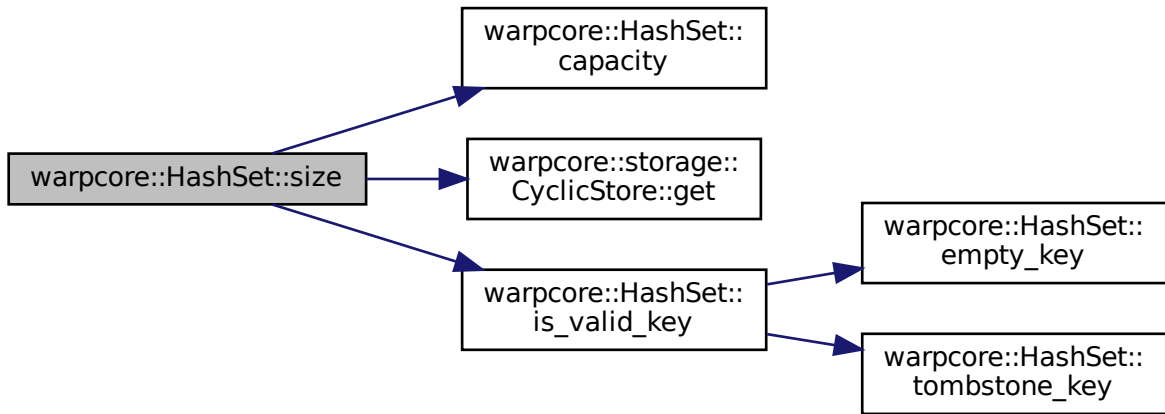 warpcore::HashSet::size
warpcore::HashSet::
capacity
warpcore::storage::
CyclicStore::get
warpcore::HashSet::
is_valid_key
warpcore::HashSet::
empty_key
warpcore::HashSet::
tombstone_key